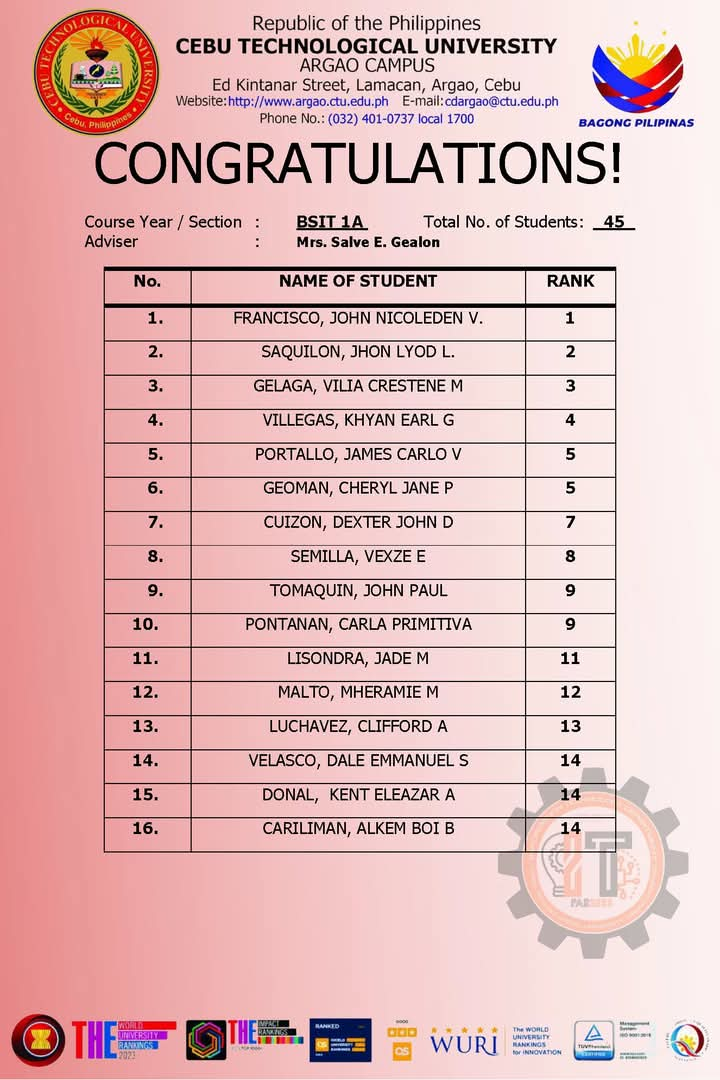 Republic of the Philippines
CEBU TECHNOLOGICAL UNIVERSITY
ARGAO CAMPUS
Ed Kintanar Street, Lamacan, Argao, Cebu
Website:http://www.argao.ctu.edu.ph E-mail:cdargao@ctu.edu.ph
Phone No.: (032) 401-0737 local 1700
CEBU TECHNOLOGICAL UNIVERSITY
Cebu, Philippines
BAGONG PILIPINAS
CONGRATULATIONS!
Course Year / Section : BSIT 1A Total No. of Students: 45
Adviser : Mrs. Salve E. Gealon
No. NAME OF STUDENT RANK
1. FRANCISCO, JOHN NICOLEDEN V. 1
2. SAQUILON, JHON LYOD L. 2
3. GELAGA, VILIA CRESTENE M 3
4. VILLEGAS, KHYAN EARL G 4
5. PORTALLO, JAMES CARLO V 5
6. GEOMAN, CHERYL JANE P 5
7. CUIZON, DEXTER JOHN D 7
8. SEMILLA, VEXZE E 8
9. TOMAQUIN, JOHN PAUL 9
10. PONTANAN, CARLA PRIMITIVA 9
11. LISONDRA, JADE M 11
12. MALTO, MHERAMIE M 12
13. LUCHAVEZ, CLIFFORD A 13
14. VELASCO, DALE EMMANUEL S 14
15. DONAL, KENT ELEAZAR A 14
16. CARILIMAN, ALKEM BOI B 14
IT
THE WORLD
UNIVERSITY
RANKINGS
2023
THE IMPACT
RANKINGS
RANKED
QS WORLD
UNIVERSITY
RANKINGS
GOOD
QS
WURI
The WORLD
UNIVERSITY
RANKINGS
for INNOVATION
TÜVRheinland
CERTIFIED
Management
System
ISO 9001:2015